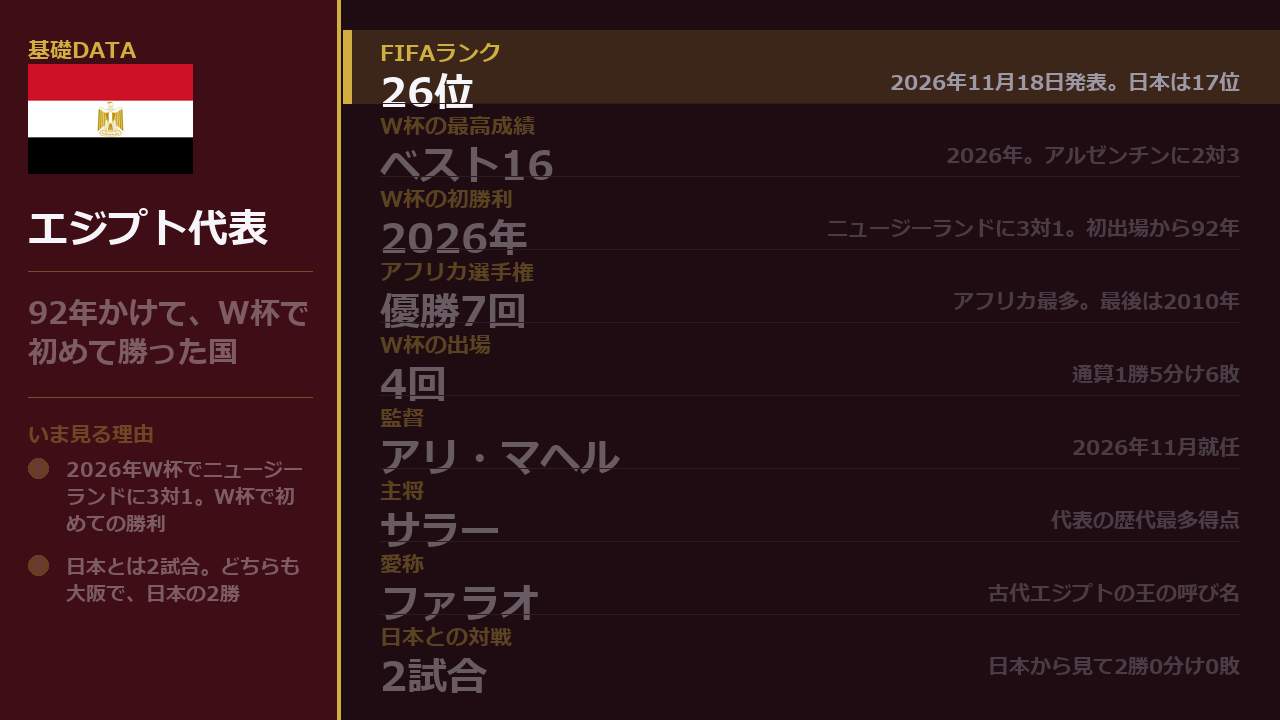 基礎DATA
エジプト代表
92年かけて、W杯で
初めて勝った国
いま見る理由
2026年W杯でニュージー
ランドに3対1。W杯で初
めての勝利
日本とは2試合。どちらも
大阪で、日本の2勝
FIFAランク
26位
2026年11月18日発表。日本は17位
W杯の最高成績
ベスト16
2026年。アルゼンチンに2対3
W杯の初勝利
2026年
ニュージーランドに3対1。初出場から92年
アフリカ選手権
優勝7回
アフリカ最多。最後は2010年
W杯の出場
4回
通算1勝5分け6敗
監督
アリ・マヘル
2026年11月就任
主将
サラー
代表の歴代最多得点
愛称
ファラオ
古代エジプトの王の呼び名
日本との対戦
2試合
日本から見て2勝0分け0敗